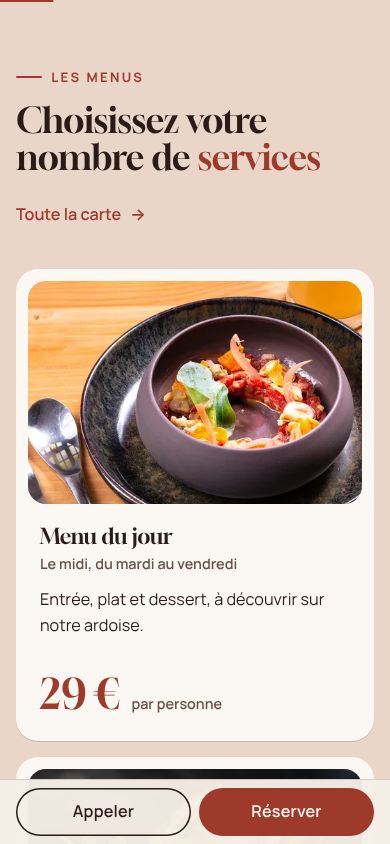 LES MENUS
Choisissez votre
nombre de services
Toute la carte →
Menu du jour
Le midi, du mardi au vendredi
Entrée, plat et dessert, à découvrir sur
notre ardoise.
29 € par personne
Appeler
Réserver